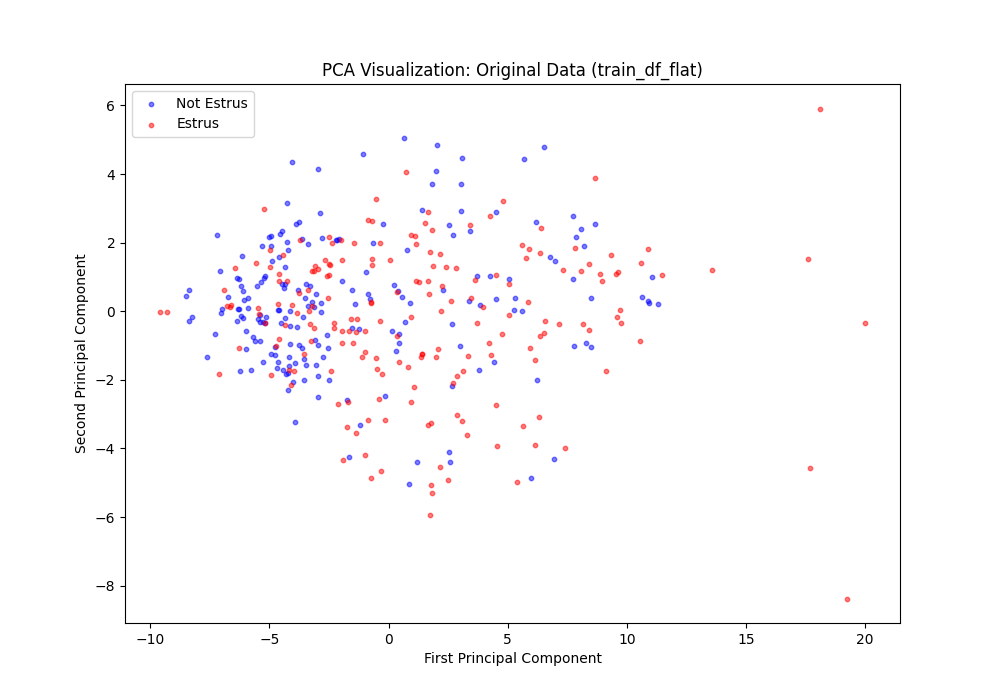 PCA Visualization: Original Data (train_df_flat)
Not Estrus
Estrus
6
4
2
0
−2
−4
−6
−8
Second Principal Component
−10 −5 0 5 10 15 20
First Principal Component